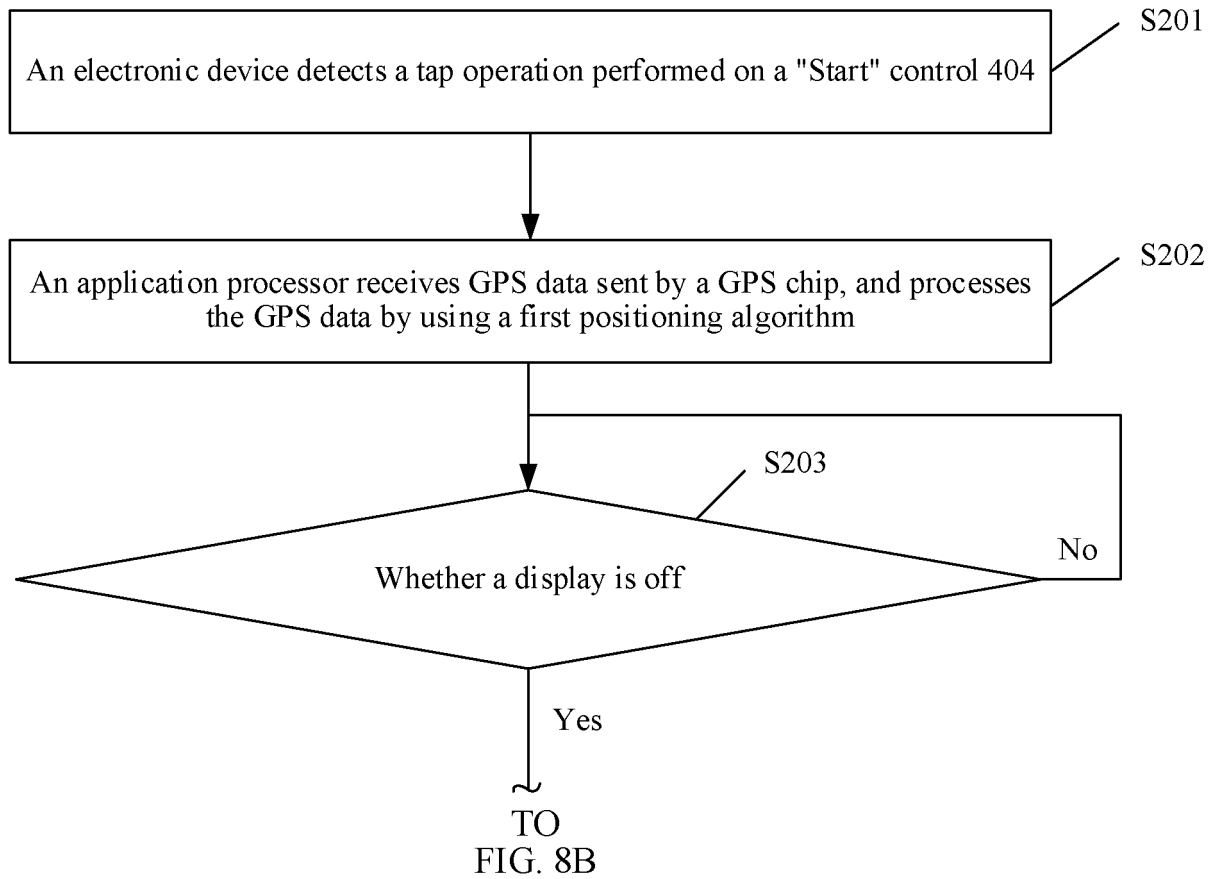 S201
An electronic device detects a tap operation performed on a "Start" control 404
S202
An application processor receives GPS data sent by a GPS chip, and processes
the GPS data by using a first positioning algorithm
S203
No
Whether a display is off
Yes
TO
FIG. 8B